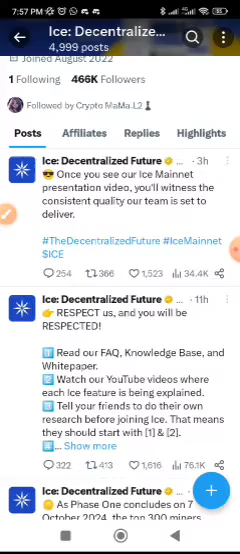 7:57 PM
Ice: Decentralize...
4,999 posts
Joined August 2022
1 Following 466K Followers
Followed by Crypto MaMa-L2
Posts Affiliates Replies Highlights
Ice: Decentralized Future ... · 3h
😎 Once you see our Ice Mainnet
presentation video, you'll witness the
consistent quality our team is set to
deliver.
#TheDecentralizedFuture #IceMainnet
$ICE
254 366 1,523 34.4K
Ice: Decentralized Future ... · 11h
👉 RESPECT us, and you will be
RESPECTED!
1️⃣ Read our FAQ, Knowledge Base, and
Whitepaper.
2️⃣ Watch our YouTube videos where
each Ice feature is being explained.
3️⃣ Tell your friends to do their own
research before joining Ice. That means
they should start with [1] & [2].
4️⃣... Show more
322 413 1,616 76.1K
Ice: Decentralized Future ...
As Phase One concludes on 7
October 2024, the top 300 miners